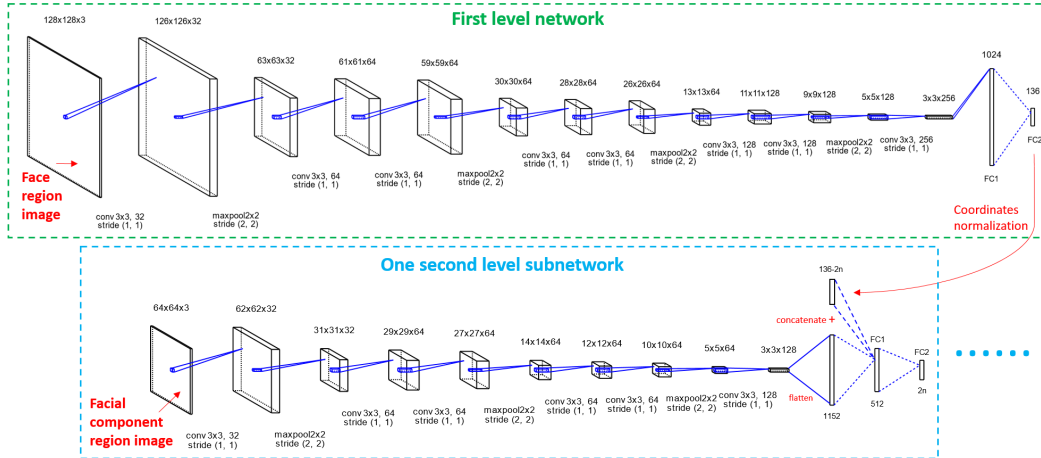 First level network
128x128x3
126x126x32
63x63x32
61x61x64
59x59x64
30x30x64
28x28x64
26x26x64
13x13x64
11x11x128
9x9x128
5x5x128
3x3x256
1024
136
FC1
FC2
Face
region
image
conv 3x3, 32
stride (1, 1)
maxpool2x2
stride (2, 2)
conv 3x3, 64
stride (1, 1)
conv 3x3, 64
stride (1, 1)
maxpool2x2
stride (2, 2)
conv 3x3, 64
stride (1, 1)
conv 3x3, 64
stride (1, 1)
maxpool2x2
stride (2, 2)
conv 3x3, 128
stride (1, 1)
conv 3x3, 128
stride (1, 1)
maxpool2x2
stride (2, 2)
conv 3x3, 256
stride (1, 1)
Coordinates
normalization
One second level subnetwork
64x64x3
62x62x32
31x31x32
29x29x64
27x27x64
14x14x64
12x12x64
10x10x64
5x5x64
3x3x128
136-2n
concatenate +
flatten
1152
FC1
512
FC2
2n
Facial
component
region image
conv 3x3, 32
stride (1, 1)
maxpool2x2
stride (2, 2)
conv 3x3, 64
stride (1, 1)
conv 3x3, 64
stride (1, 1)
maxpool2x2
stride (2, 2)
conv 3x3, 64
stride (1, 1)
conv 3x3, 64
stride (1, 1)
maxpool2x2
stride (2, 2)
conv 3x3, 128
stride (1, 1)